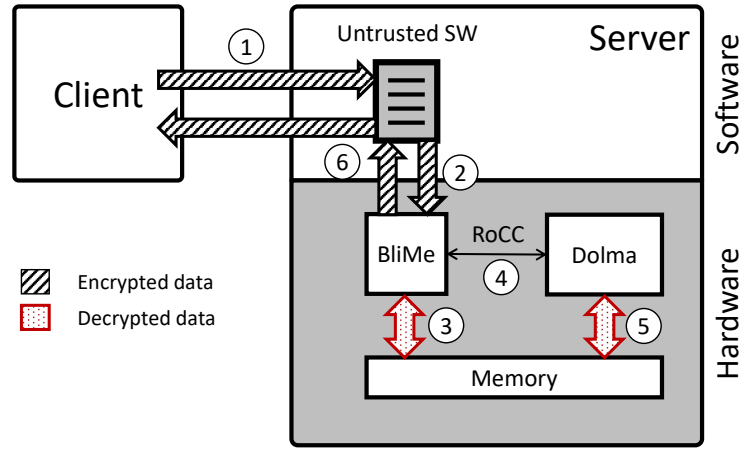 Client
1
Untrusted SW
Server
Software
6
2
BliMe
RoCC
4
Dolma
3
5
Memory
Hardware
Encrypted data
Decrypted data